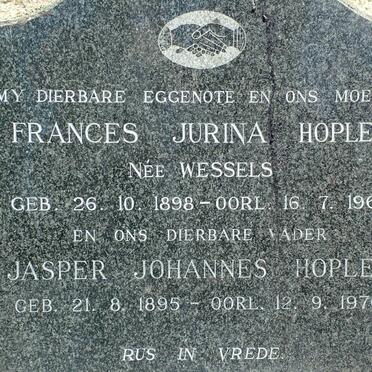 MY DIERBARE EGGENOTE EN ONS MOE
FRANCES JURINA HOPLE
NÉE WESSELS
GEB. 26. 10. 1898 – OORL. 16. 7. 196
EN ONS DIERBARE VADER
JASPER JOHANNES HOPLE
GEB. 21. 8. 1895 – OORL. 12. 9. 1970
RUS IN VREDE.